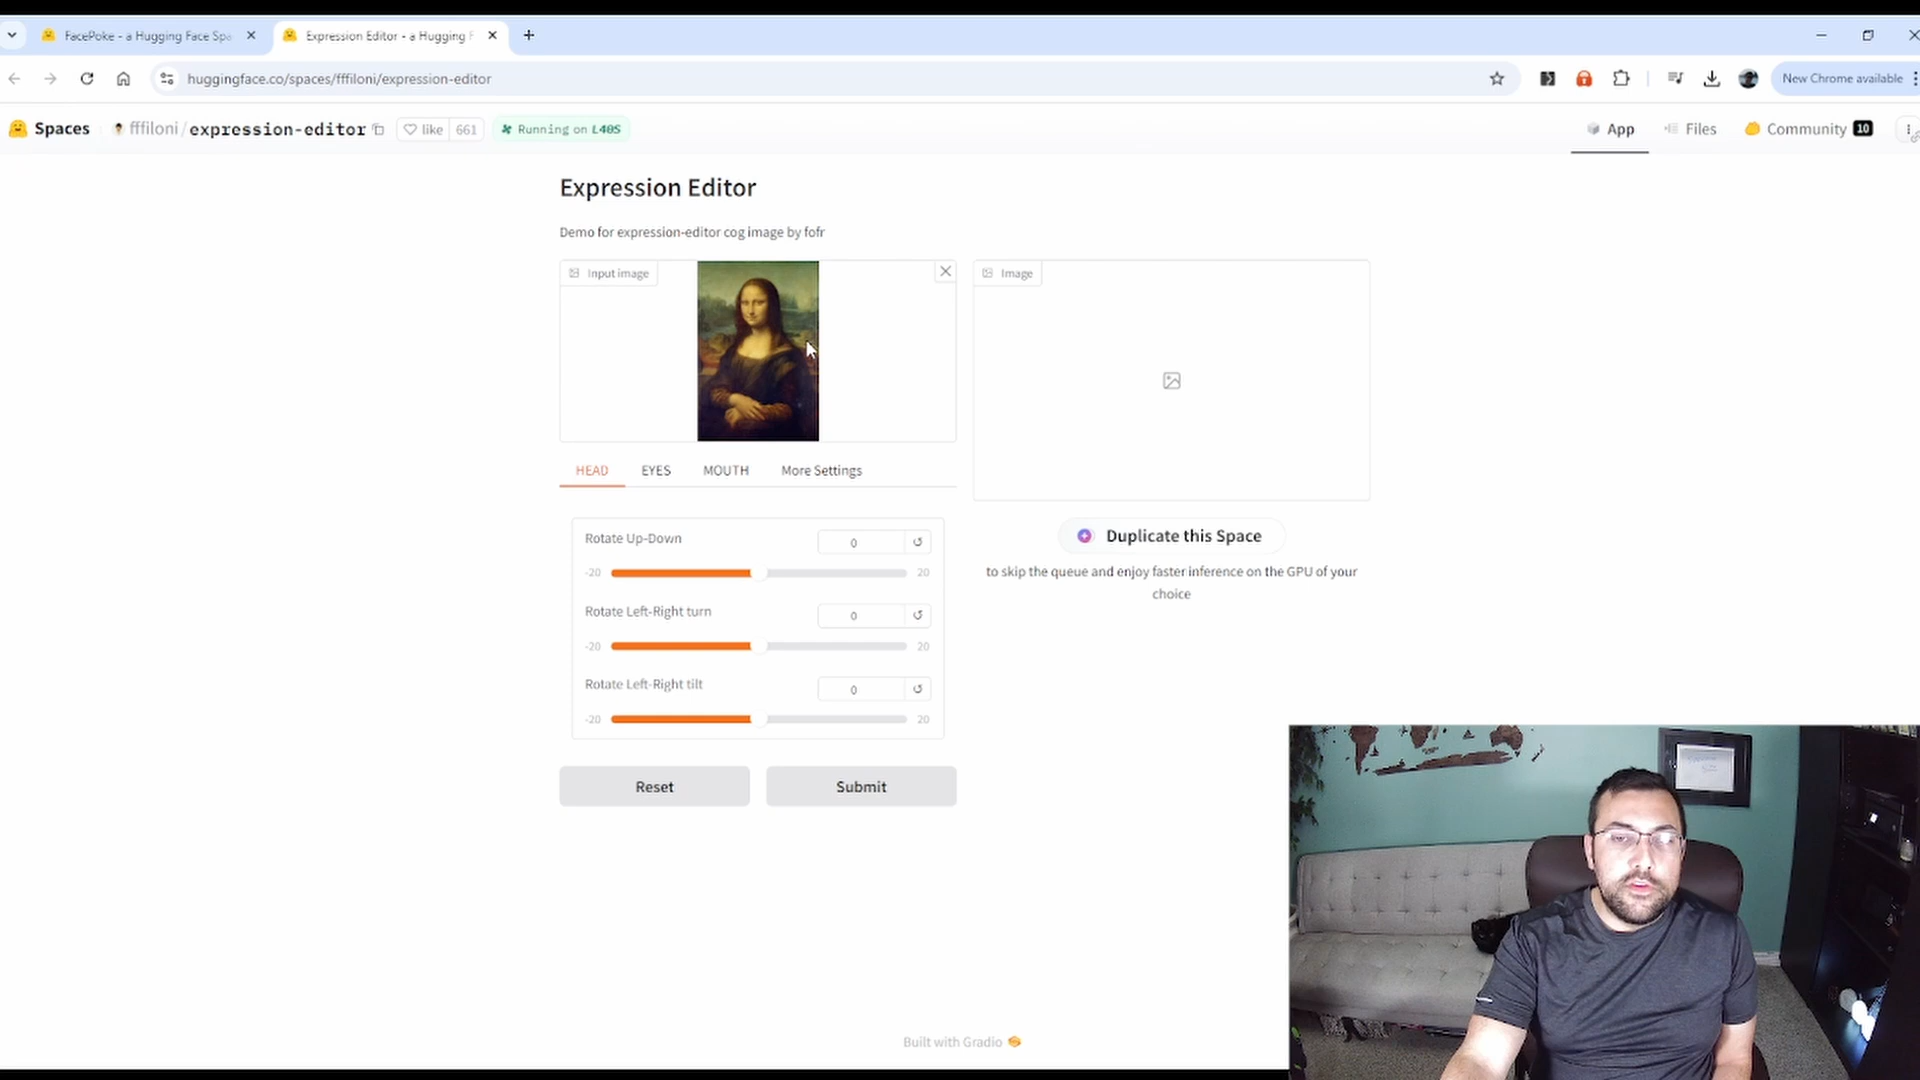 FacePoke - a Hugging Face Spa
Expression Editor - a Hugging F
huggingface.co/spaces/fffiloni/expression-editor
New Chrome available
Spaces
fffiloni/expression-editor
like 661
Running on L40S
App
Files
Community 10
Expression Editor
Demo for expression-editor cog image by fofr
Input image
Image
HEAD EYES MOUTH More Settings
Rotate Up-Down
0
-20
20
Rotate Left-Right turn
0
-20
20
Rotate Left-Right tilt
0
-20
20
Reset
Submit
Duplicate this Space
to skip the queue and enjoy faster inference on the GPU of your
choice
Built with Gradio